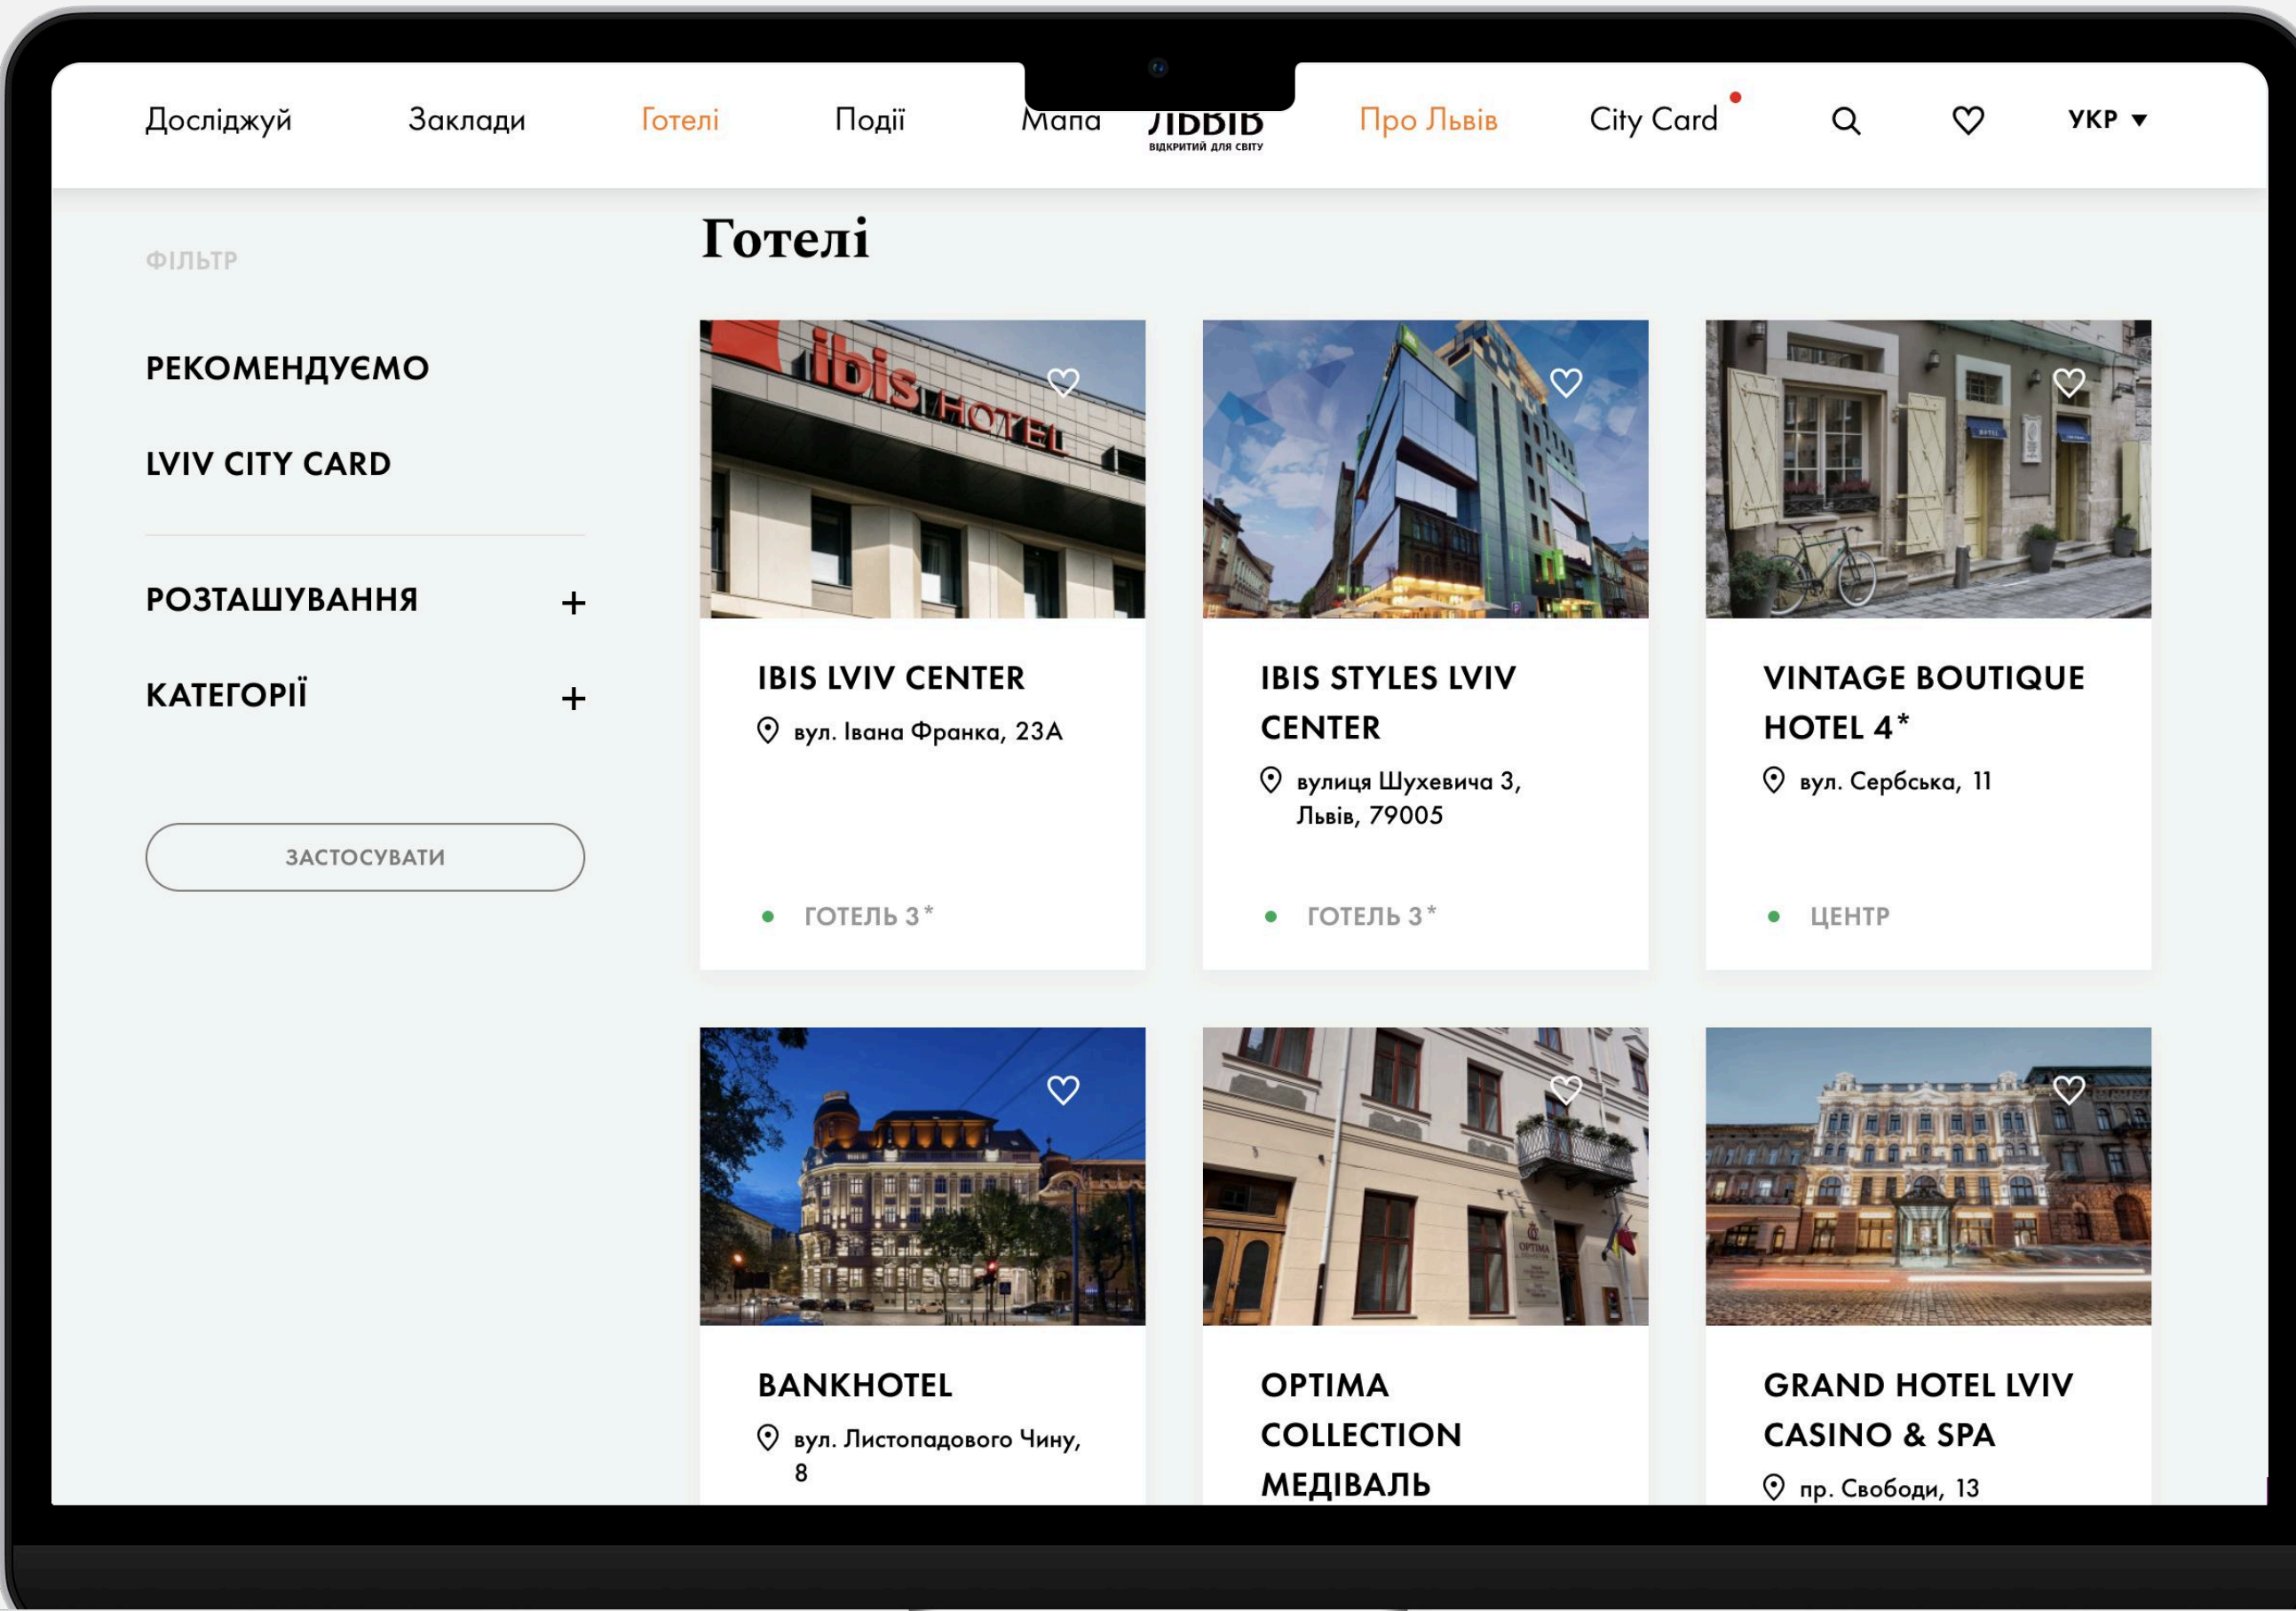 Досліджуй
Заклади
Готелі
Події
Мапа
ЛЬВІВ
ВІДКРИТИЙ ДЛЯ СВІТУ
Про Львів
City Card
УКР
ФІЛЬТР
РЕКОМЕНДУЄМО
LVIV CITY CARD
РОЗТАШУВАННЯ +
КАТЕГОРІЇ +
ЗАСТОСУВАТИ
Готелі
ibis HOTEL
IBIS LVIV CENTER
вул. Івана Франка, 23А
ГОТЕЛЬ 3*
IBIS STYLES LVIV
CENTER
вулиця Шухевича 3,
Львів, 79005
ГОТЕЛЬ 3*
HOTEL
VINTAGE BOUTIQUE
HOTEL 4*
вул. Сербська, 11
ЦЕНТР
BANKHOTEL
вул. Листопадового Чину,
8
OPTIMA
OPTIMA
COLLECTION
МЕДІВАЛЬ
GRAND HOTEL LVIV
CASINO & SPA
пр. Свободи, 13